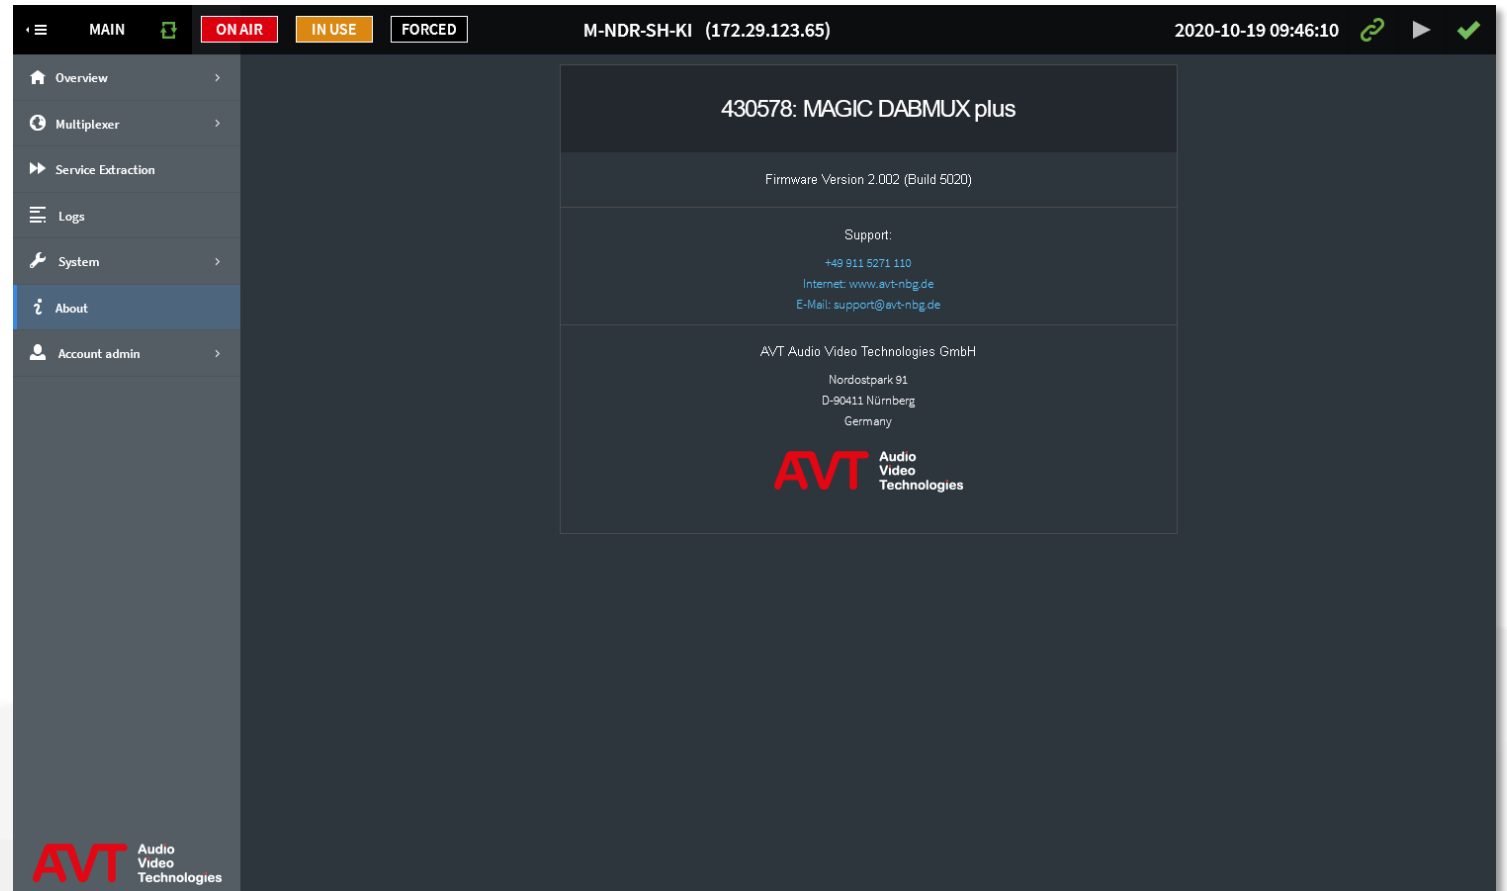 MAIN
ON AIR
IN USE
FORCED
M-NDR-SH-KI (172.29.123.65)
2020-10-19 09:46:10
Overview
Multiplexer
Service Extraction
Logs
System
About
Account admin
430578: MAGIC DABMUX plus
Firmware Version 2.002 (Build 5020)
Support:
+49 911 5271 110
Internet: www.avt-nbg.de
E-Mail: support@avt-nbg.de
AVT Audio Video Technologies GmbH
Nordostpark 91
D-90411 Nürnberg
Germany
AVT
Audio
Video
Technologies
AVT
Audio
Video
Technologies